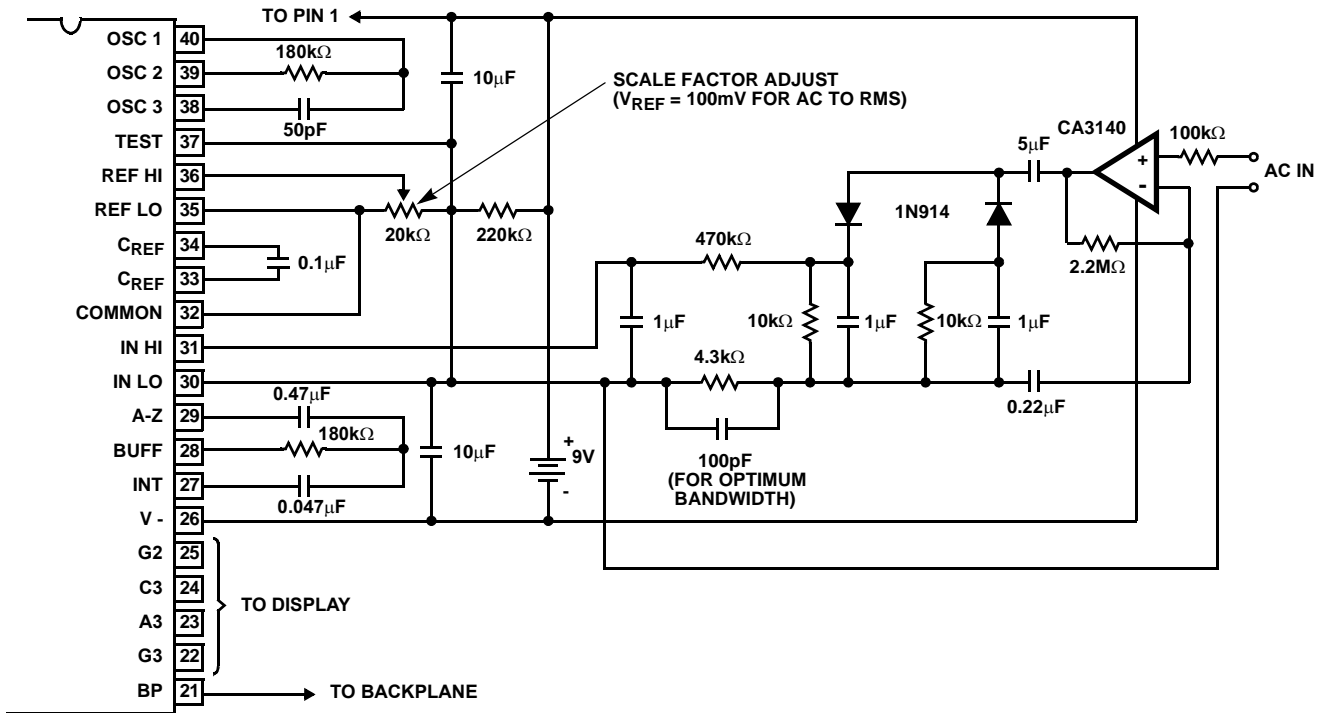 TO PIN 1
OSC 1 40
OSC 2 39
OSC 3 38
TEST 37
REF HI 36
REF LO 35
CREF 34
CREF 33
COMMON 32
IN HI 31
IN LO 30
A-Z 29
BUFF 28
INT 27
V - 26
G2 25
C3 24
A3 23
G3 22
BP 21
180kΩ
50pF
10μF
SCALE FACTOR ADJUST
(VREF = 100mV FOR AC TO RMS)
20kΩ
220kΩ
0.1μF
CA3140
5μF
100kΩ
+
-
AC IN
1N914
2.2MΩ
470kΩ
1μF
10kΩ
1μF
10kΩ
1μF
4.3kΩ
0.22μF
100pF
(FOR OPTIMUM
BANDWIDTH)
0.47μF
180kΩ
0.047μF
10μF
+
9V
-
TO DISPLAY
TO BACKPLANE